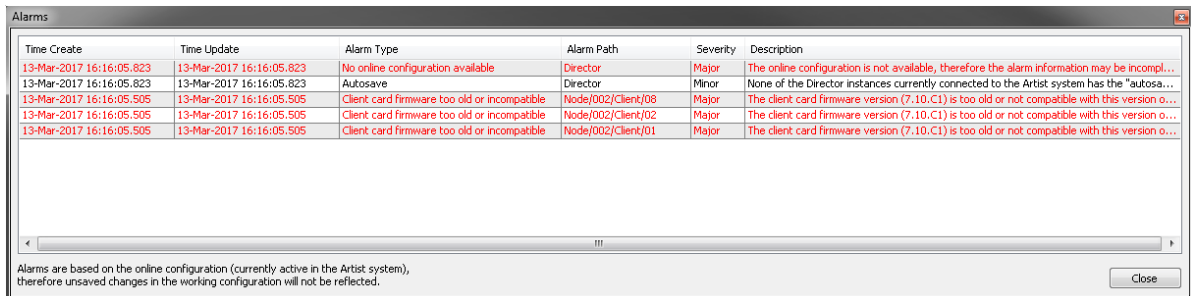 Alarms
Time Create Time Update Alarm Type Alarm Path Severity Description
13-Mar-2017 16:16:05.823 13-Mar-2017 16:16:05.823 No online configuration available Director Major The online configuration is not available, therefore the alarm information may be incompl...
13-Mar-2017 16:16:05.823 13-Mar-2017 16:16:05.823 Autosave Director Minor None of the Director instances currently connected to the Artist system has the "autosa...
13-Mar-2017 16:16:05.505 13-Mar-2017 16:16:05.505 Client card firmware too old or incompatible Node/002/Client/08 Major The client card firmware version (7.10.C1) is too old or not compatible with this version o...
13-Mar-2017 16:16:05.505 13-Mar-2017 16:16:05.505 Client card firmware too old or incompatible Node/002/Client/02 Major The client card firmware version (7.10.C1) is too old or not compatible with this version o...
13-Mar-2017 16:16:05.505 13-Mar-2017 16:16:05.505 Client card firmware too old or incompatible Node/002/Client/01 Major The client card firmware version (7.10.C1) is too old or not compatible with this version o...
Alarms are based on the online configuration (currently active in the Artist system),
therefore unsaved changes in the working configuration will not be reflected.
Close